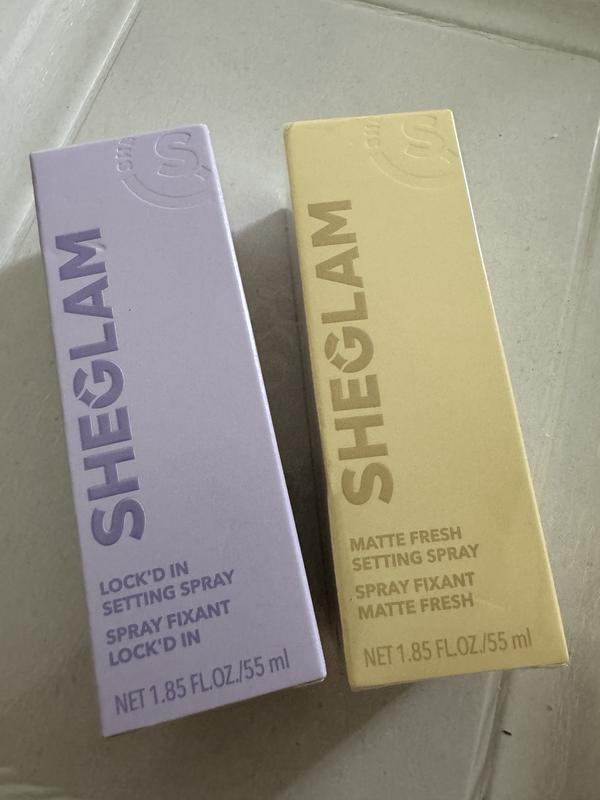 SHEGLAM
LOCK'D IN
SETTING SPRAY
SPRAY FIXANT
LOCK'D IN
NET 1.85 FL.OZ./55 ml
SHEGLAM
MATTE FRESH
SETTING SPRAY
SPRAY FIXANT
MATTE FRESH
NET 1.85 FL.OZ./55 ml